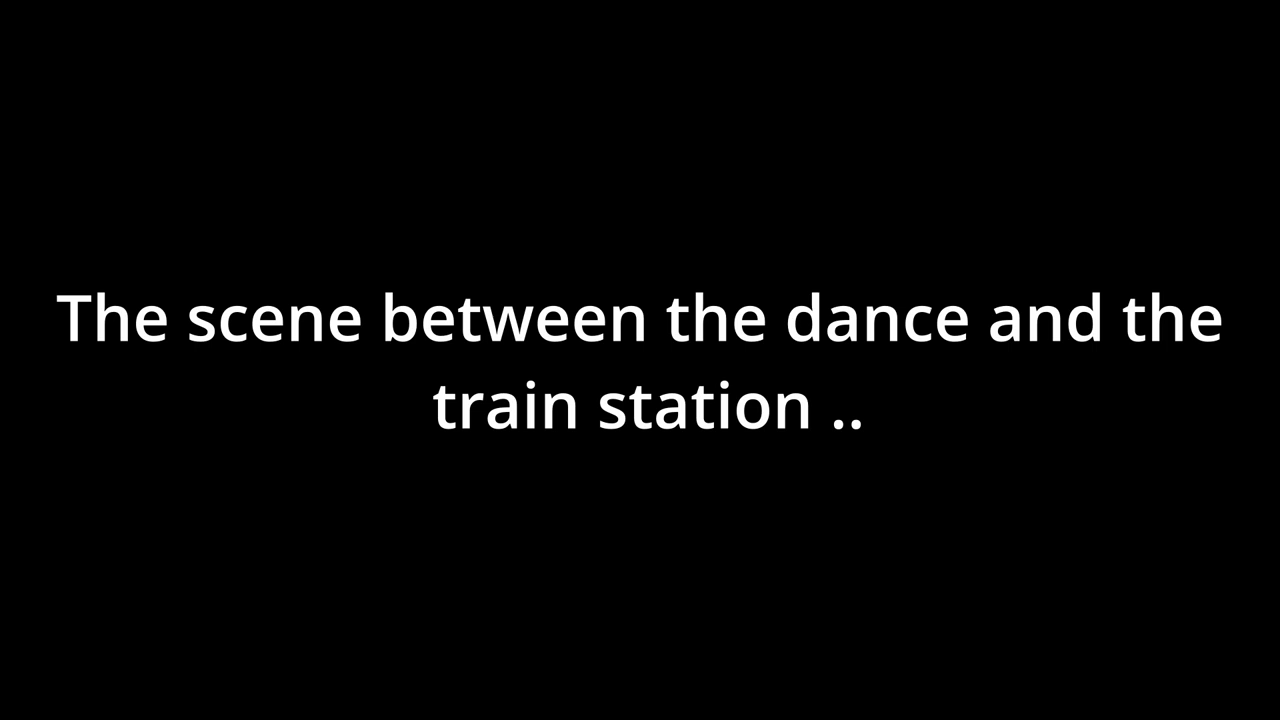 The scene between the dance and the
train station ..